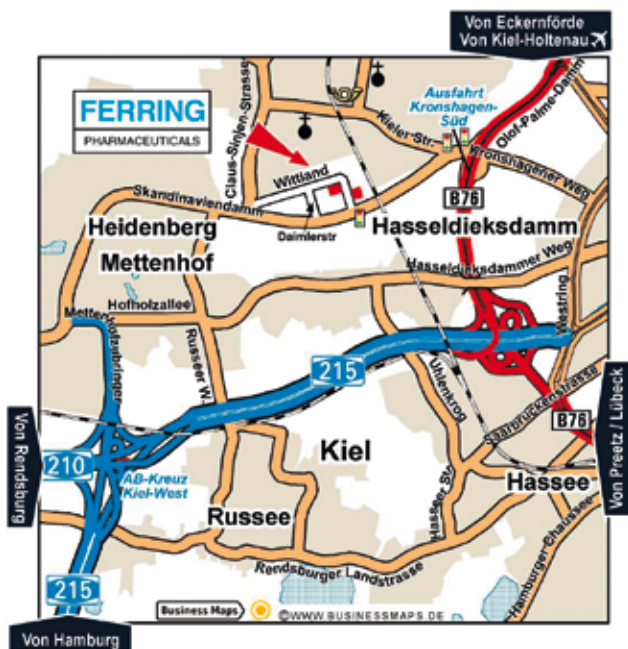 Von Eckernförde
Von Kiel-Holtenau
FERRING
PHARMACEUTICALS
Claus-Sinjen-Strasse
Ausfahrt
Kronshagen-
Süd
Kieler-Str.
Olof-Palme-Damm
Kronshagener Weg
Wittland
B76
Skandinaviendamm
Daimlerstr
Heidenberg
Mettenhof
Hasseldieksdamm
Hasseldieksdammer Weg
Hofholzallee
Mettenhofzubringer
Russeer W.
Westring
215
Uhlenkrog
Saarbrückenstrasse
B76
Von Rendsburg
210
AB-Kreuz
Kiel-West
Kiel
Hassee
Von Preetz / Lübeck
Russee
Hasseer Str.
Rendsburger Landstrasse
Hamburger Chaussee
215
Business Maps
©WWW.BUSINESSMAPS.DE
Von Hamburg